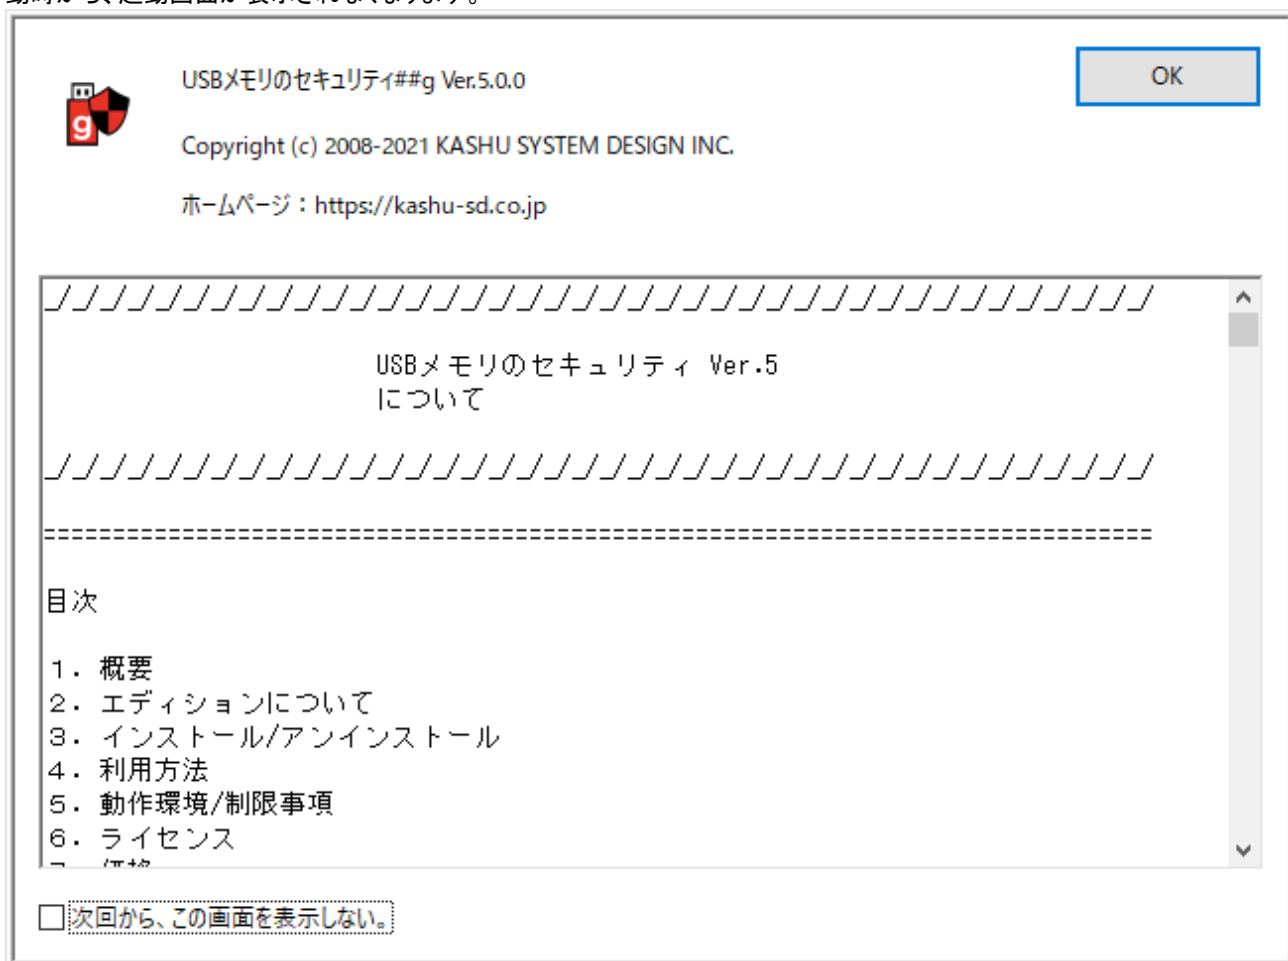 USBメモリのセキュリティ##g Ver.5.0.0
OK
Copyright (c) 2008-2021 KASHU SYSTEM DESIGN INC.
ホームページ：https://kashu-sd.co.jp
_/_/_/_/_/_/_/_/_/_/_/_/_/_/_/_/_/_/_/_/_/_/_/_/_/_/_/_/_/_/_/_/_/_/_/_/_/_/_/_/
USBメモリのセキュリティ Ver.5
について
_/_/_/_/_/_/_/_/_/_/_/_/_/_/_/_/_/_/_/_/_/_/_/_/_/_/_/_/_/_/_/_/_/_/_/_/_/_/_/_/
================================================================================
目次
１．概要
２．エディションについて
３．インストール/アンインストール
４．利用方法
５．動作環境/制限事項
６．ライセンス
次回から、この画面を表示しない。